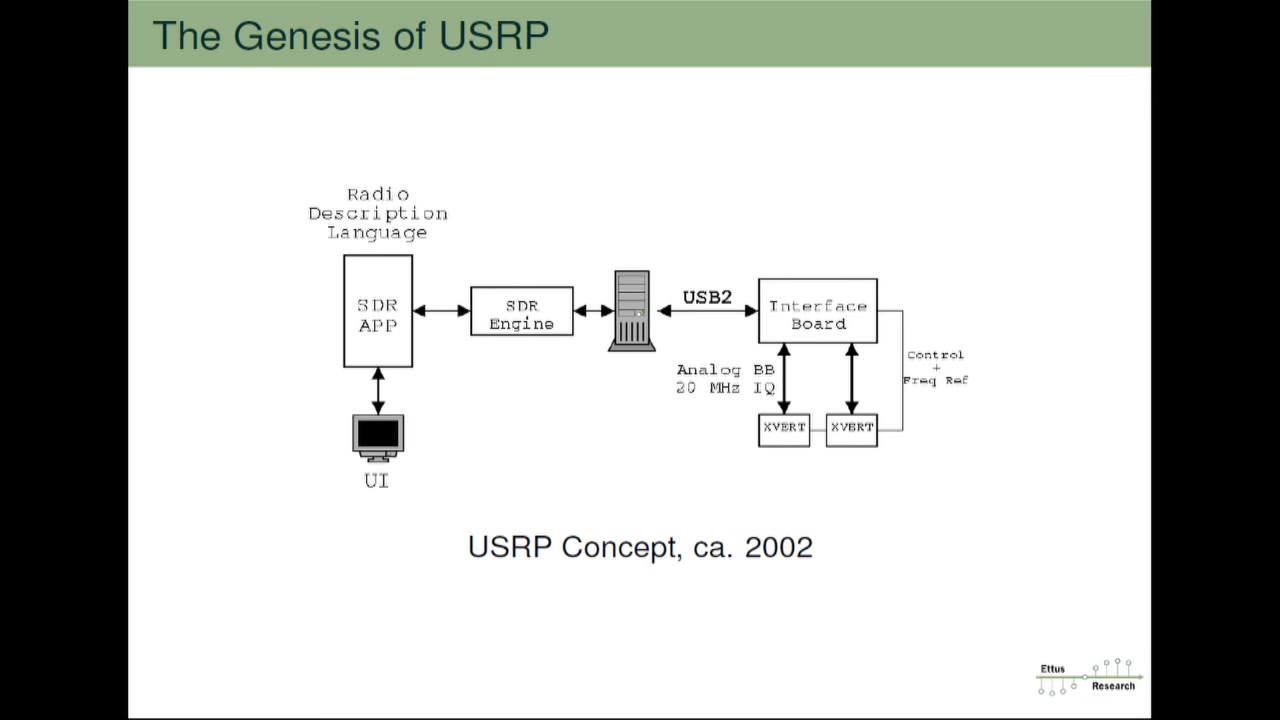 The Genesis of USRP
Radio
Description
Language
SDR
APP
SDR
Engine
USB2
Interface
Board
Analog BB
20 MHz IQ
Control
+
Freq Ref
XVERT
XVERT
UI
USRP Concept, ca. 2002
Ettus
Research